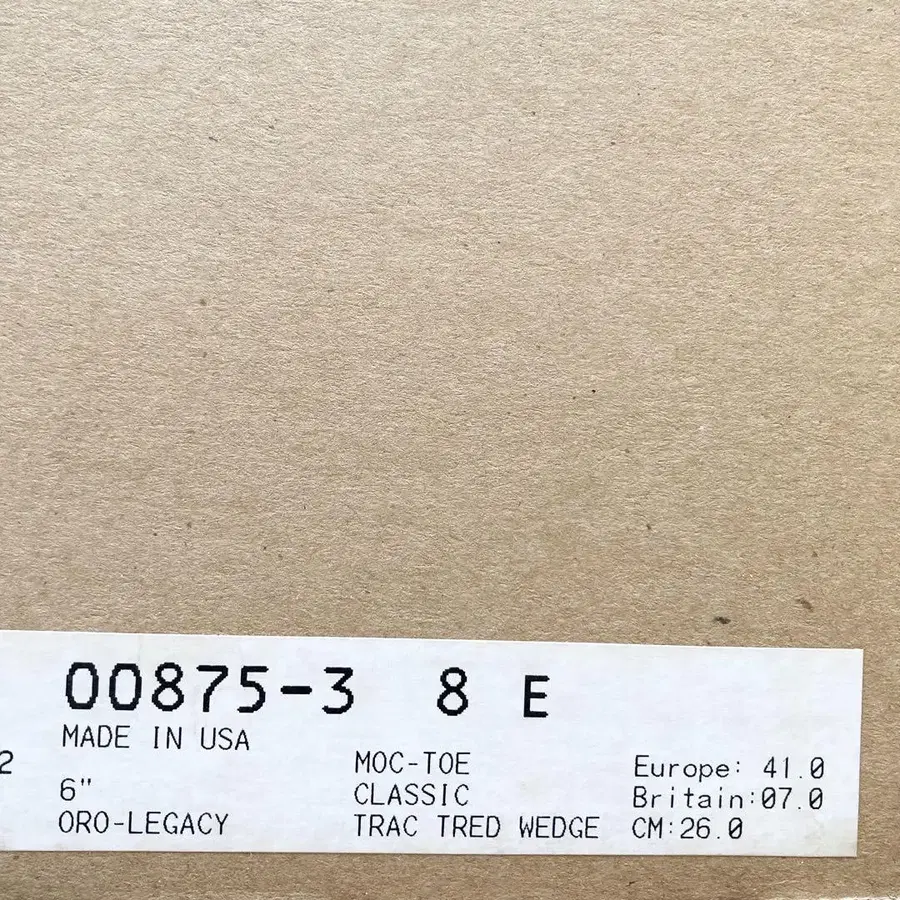 00875-3 8 E
MADE IN USA
2
6"
ORO-LEGACY
MOC-TOE
CLASSIC
TRAC TRED WEDGE
Europe: 41.0
Britain:07.0
CM:26.0